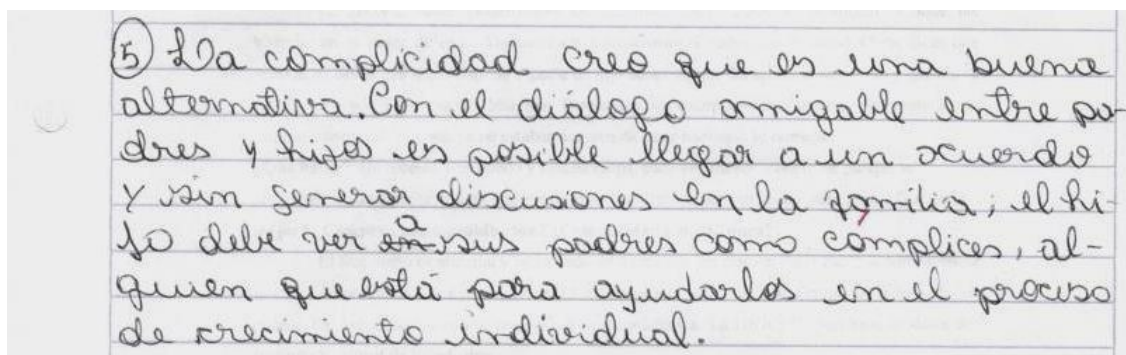 ⑤ La complicidad creo que es una buena
alternativa. Con el diálogo amigable entre pa-
dres y hijos es posible llegar a un acuerdo
y sin generar discusiones en la familia; el hi-
jo debe ver a sus padres como cómplices, al-
guien que está para ayudarlos en el proceso
de crecimiento individual.